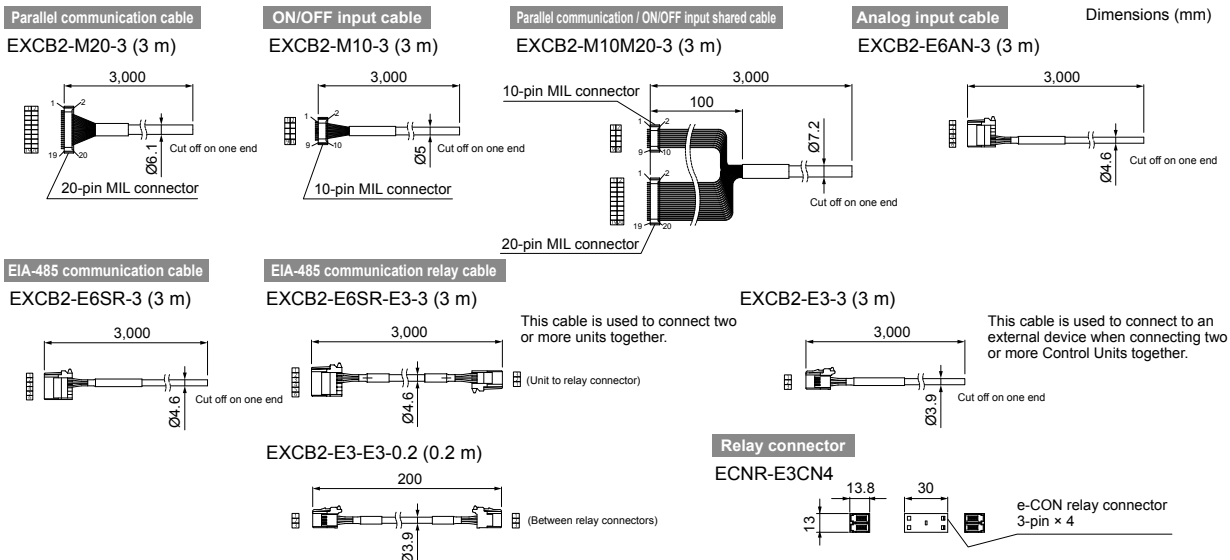 Parallel communication cable
EXCB2-M20-3 (3 m)
3,000
1
2
19
20
Ø6.1
Cut off on one end
20-pin MIL connector
ON/OFF input cable
EXCB2-M10-3 (3 m)
3,000
1
2
9
10
Ø5
Cut off on one end
10-pin MIL connector
Parallel communication / ON/OFF input shared cable
EXCB2-M10M20-3 (3 m)
3,000
10-pin MIL connector
100
1
2
9
10
Ø7.2
1
2
Cut off on one end
19
20
20-pin MIL connector
Analog input cable
Dimensions (mm)
EXCB2-E6AN-3 (3 m)
3,000
Ø4.6
Cut off on one end
EIA-485 communication cable
EXCB2-E6SR-3 (3 m)
3,000
Ø4.6
Cut off on one end
EIA-485 communication relay cable
EXCB2-E6SR-E3-3 (3 m)
3,000
This cable is used to connect two
or more units together.
(Unit to relay connector)
Ø4.6
EXCB2-E3-E3-0.2 (0.2 m)
200
(Between relay connectors)
Ø3.9
EXCB2-E3-3 (3 m)
3,000
This cable is used to connect to an
external device when connecting two
or more Control Units together.
Ø3.9
Cut off on one end
Relay connector
ECNR-E3CN4
13.8
30
13
e-CON relay connector
3-pin × 4